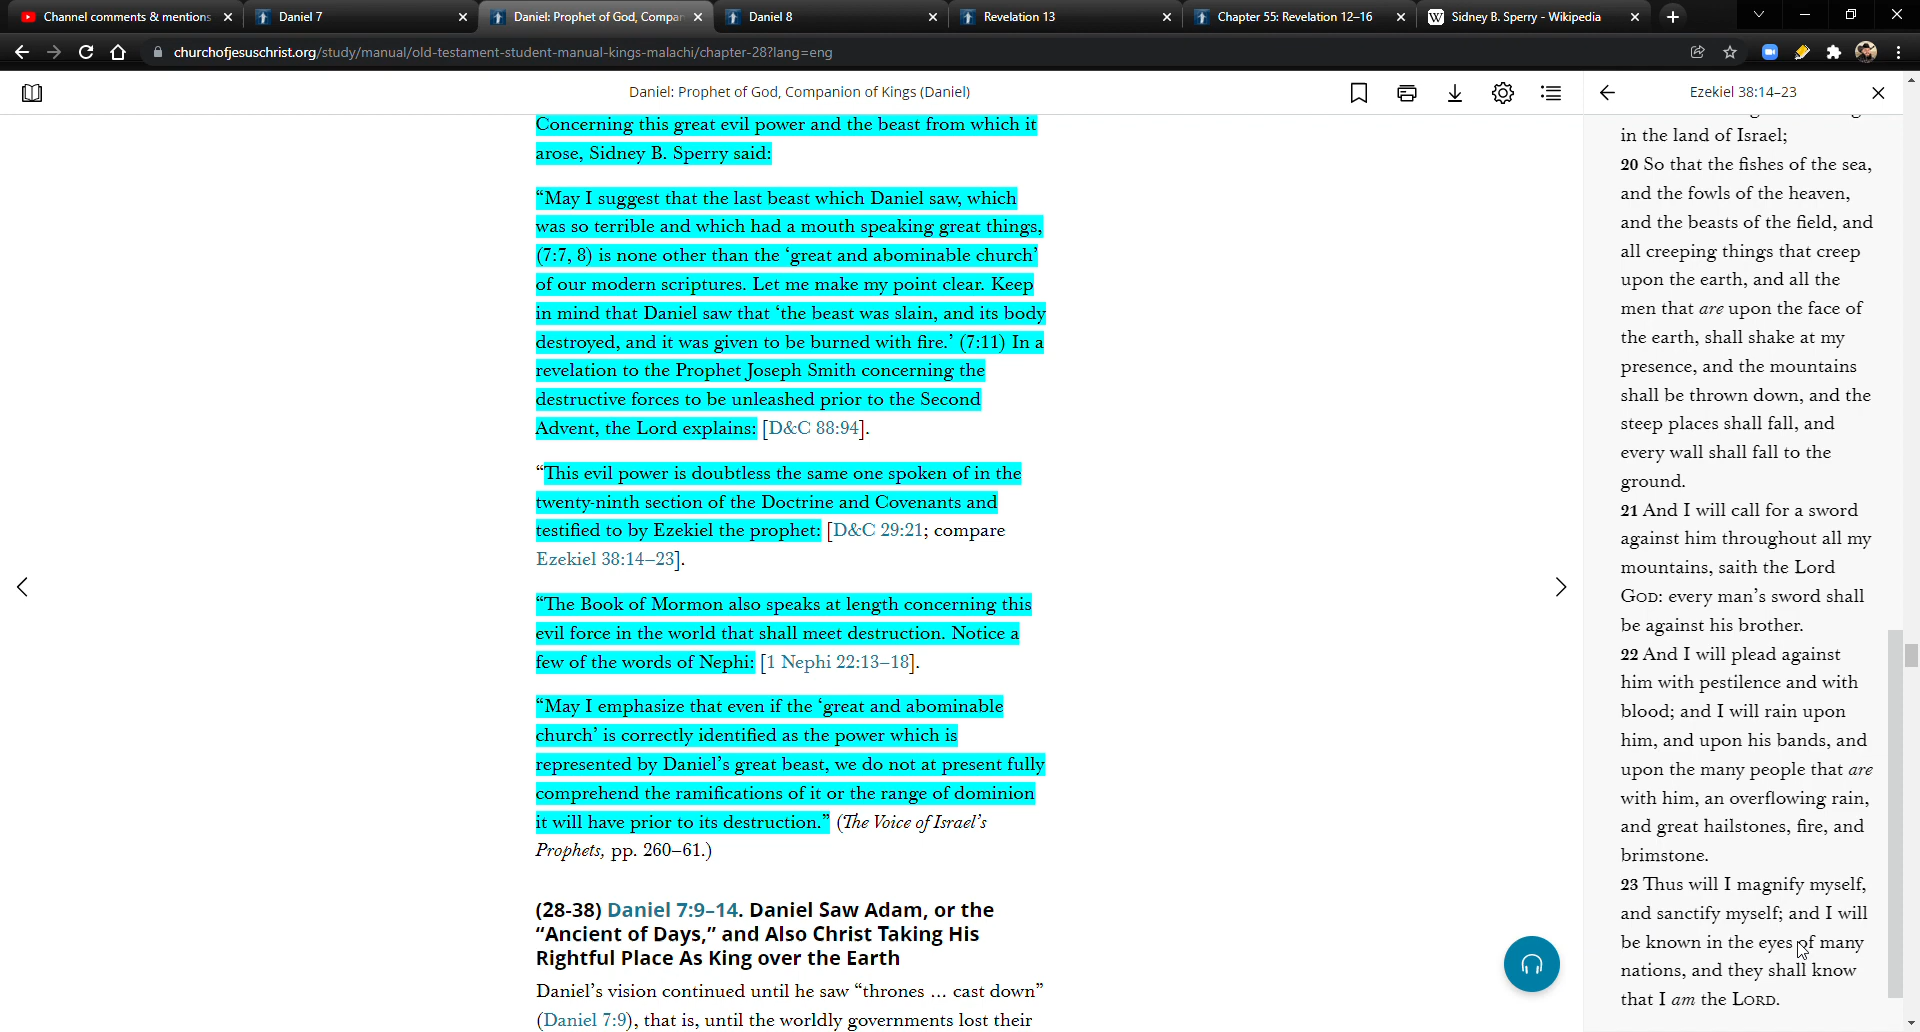 Channel comments & mentions
Daniel 7
Daniel: Prophet of God, Compan
Daniel 8
Revelation 13
Chapter 55: Revelation 12–16
Sidney B. Sperry - Wikipedia
churchofjesuschrist.org/study/manual/old-testament-student-manual-kings-malachi/chapter-28?lang=eng
Daniel: Prophet of God, Companion of Kings (Daniel)
Concerning this great evil power and the beast from which it
arose, Sidney B. Sperry said:
“May I suggest that the last beast which Daniel saw, which
was so terrible and which had a mouth speaking great things,
(7:7, 8) is none other than the ‘great and abominable church’
of our modern scriptures. Let me make my point clear. Keep
in mind that Daniel saw that ‘the beast was slain, and its body
destroyed, and it was given to be burned with fire.’ (7:11) In a
revelation to the Prophet Joseph Smith concerning the
destructive forces to be unleashed prior to the Second
Advent, the Lord explains: [D&C 88:94].
“This evil power is doubtless the same one spoken of in the
twenty-ninth section of the Doctrine and Covenants and
testified to by Ezekiel the prophet: [D&C 29:21; compare
Ezekiel 38:14–23].
“The Book of Mormon also speaks at length concerning this
evil force in the world that shall meet destruction. Notice a
few of the words of Nephi: [1 Nephi 22:13–18].
“May I emphasize that even if the ‘great and abominable
church’ is correctly identified as the power which is
represented by Daniel’s great beast, we do not at present fully
comprehend the ramifications of it or the range of dominion
it will have prior to its destruction.” (The Voice of Israel’s
Prophets, pp. 260–61.)
(28-38) Daniel 7:9–14. Daniel Saw Adam, or the
“Ancient of Days,” and Also Christ Taking His
Rightful Place As King over the Earth
Daniel’s vision continued until he saw “thrones … cast down”
(Daniel 7:9), that is, until the worldly governments lost their
Ezekiel 38:14–23
in the land of Israel;
20 So that the fishes of the sea,
and the fowls of the heaven,
and the beasts of the field, and
all creeping things that creep
upon the earth, and all the
men that are upon the face of
the earth, shall shake at my
presence, and the mountains
shall be thrown down, and the
steep places shall fall, and
every wall shall fall to the
ground.
21 And I will call for a sword
against him throughout all my
mountains, saith the Lord
GOD: every man’s sword shall
be against his brother.
22 And I will plead against
him with pestilence and with
blood; and I will rain upon
him, and upon his bands, and
upon the many people that are
with him, an overflowing rain,
and great hailstones, fire, and
brimstone.
23 Thus will I magnify myself,
and sanctify myself; and I will
be known in the eyes of many
nations, and they shall know
that I am the LORD.